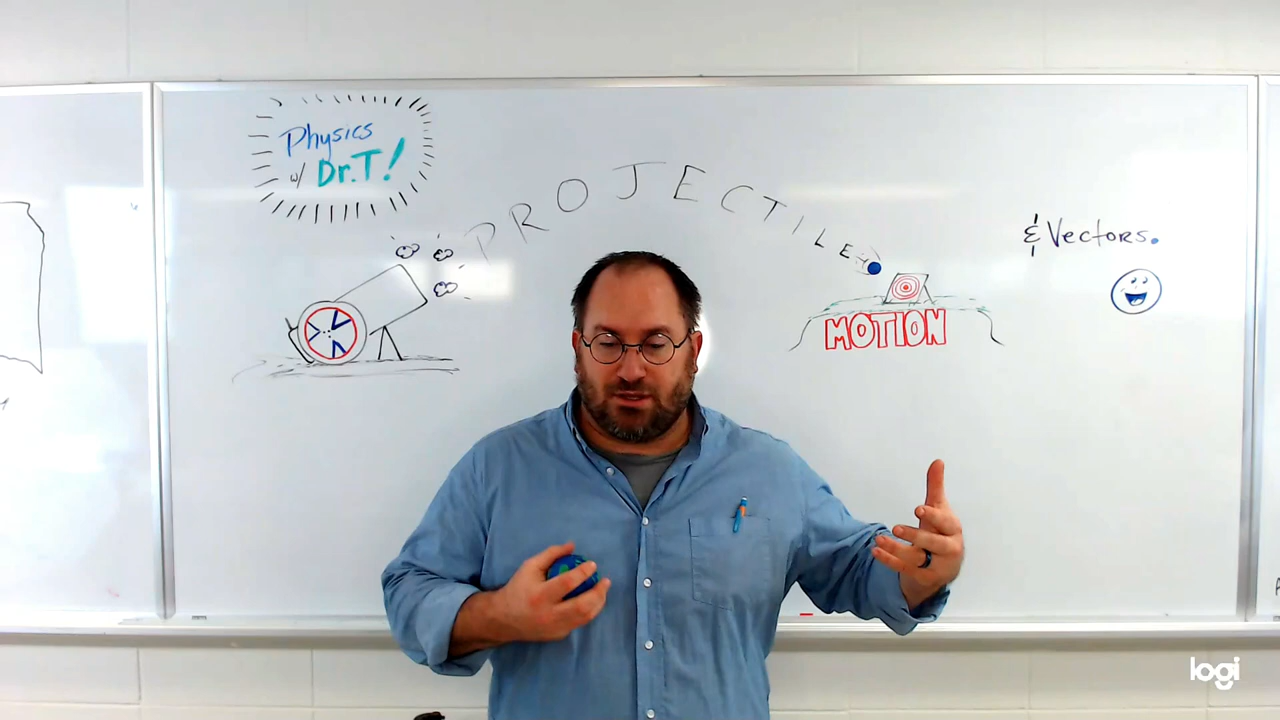 Physics
w/ Dr.T!
PROJECTILE
MOTION
& Vectors.
logi